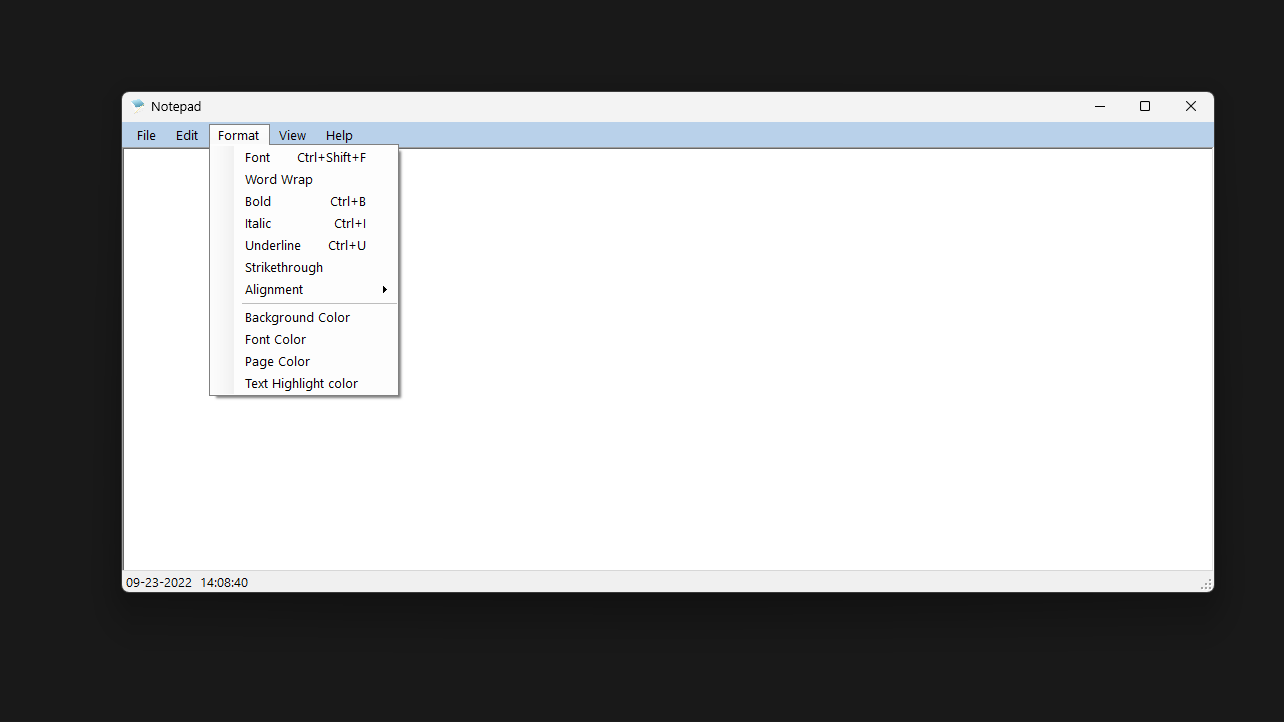 Notepad
File Edit Format View Help
Font Ctrl+Shift+F
Word Wrap
Bold Ctrl+B
Italic Ctrl+I
Underline Ctrl+U
Strikethrough
Alignment
Background Color
Font Color
Page Color
Text Highlight color
09-23-2022 14:08:40